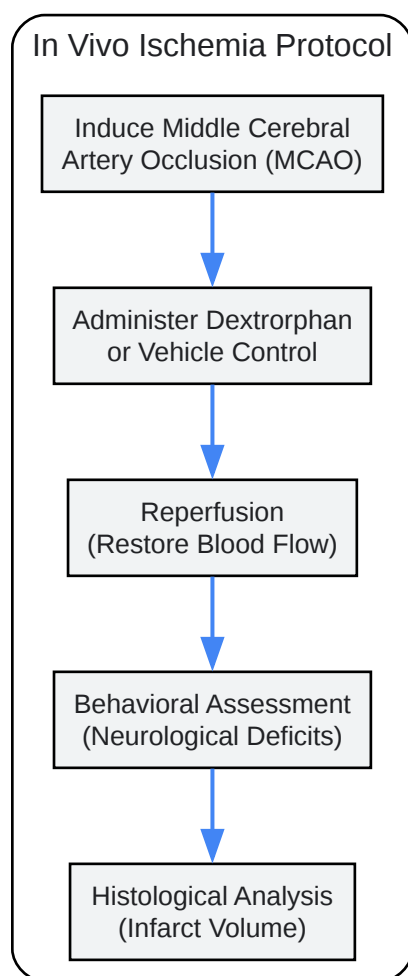 In Vivo Ischemia Protocol
Induce Middle Cerebral
Artery Occlusion (MCAO)
Administer Dextrorphan
or Vehicle Control
Reperfusion
(Restore Blood Flow)
Behavioral Assessment
(Neurological Deficits)
Histological Analysis
(Infarct Volume)